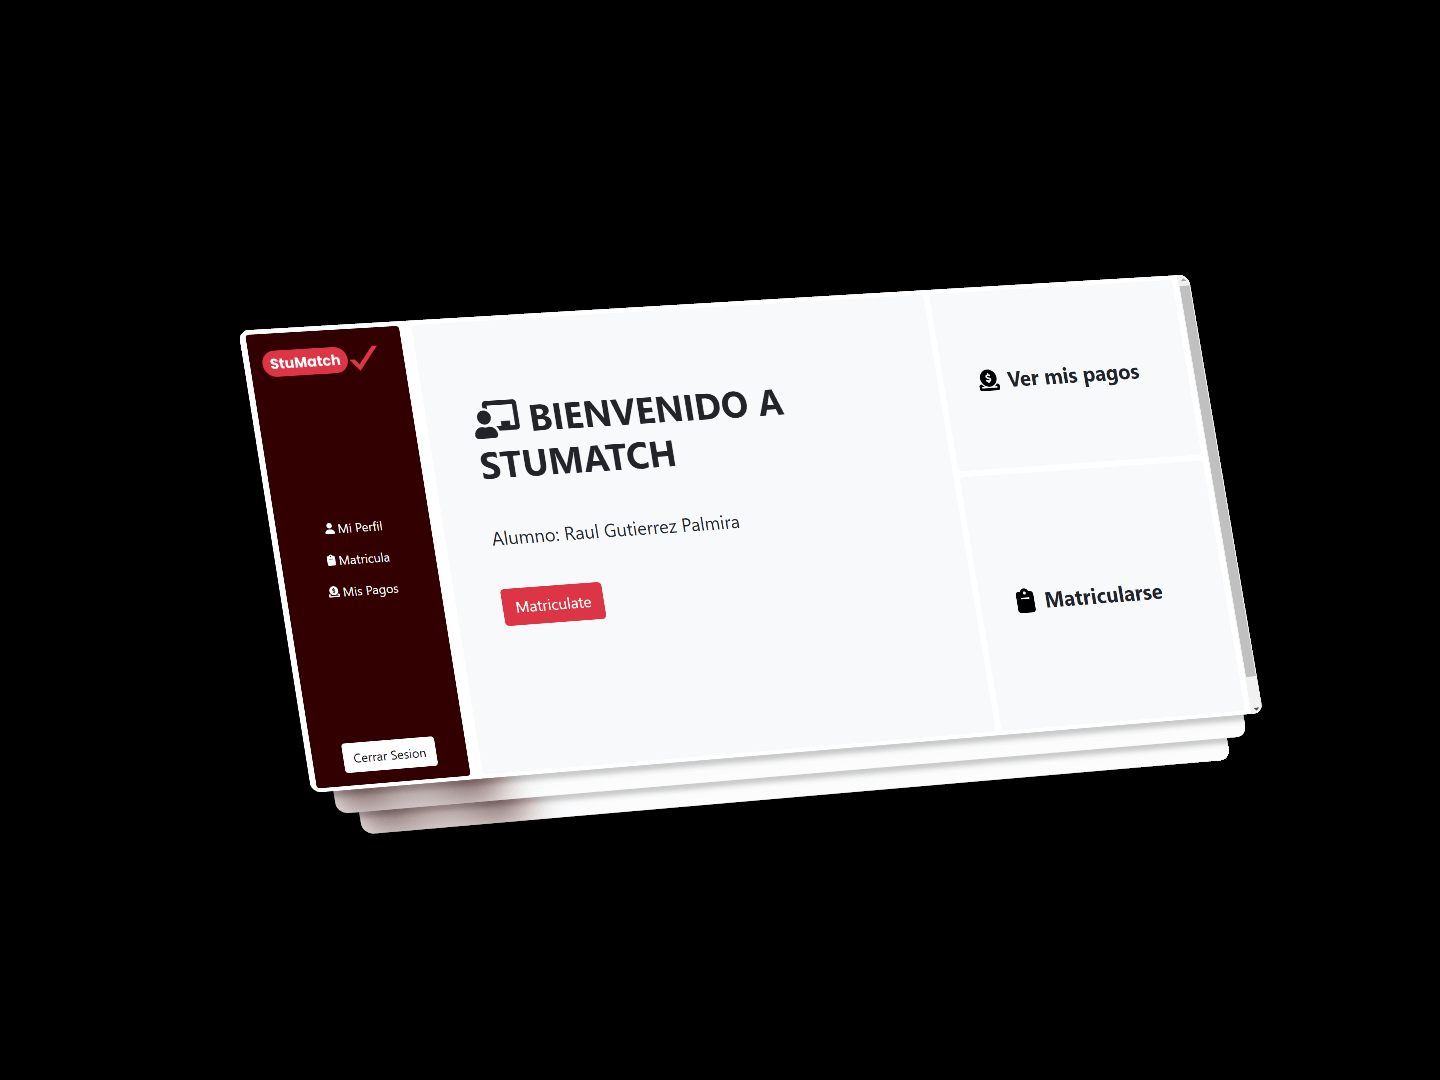 StuMatch
Mi Perfil
Matricula
Mis Pagos
Cerrar Sesion
BIENVENIDO A
STUMATCH
Alumno: Raul Gutierrez Palmira
Matriculate
Ver mis pagos
Matricularse